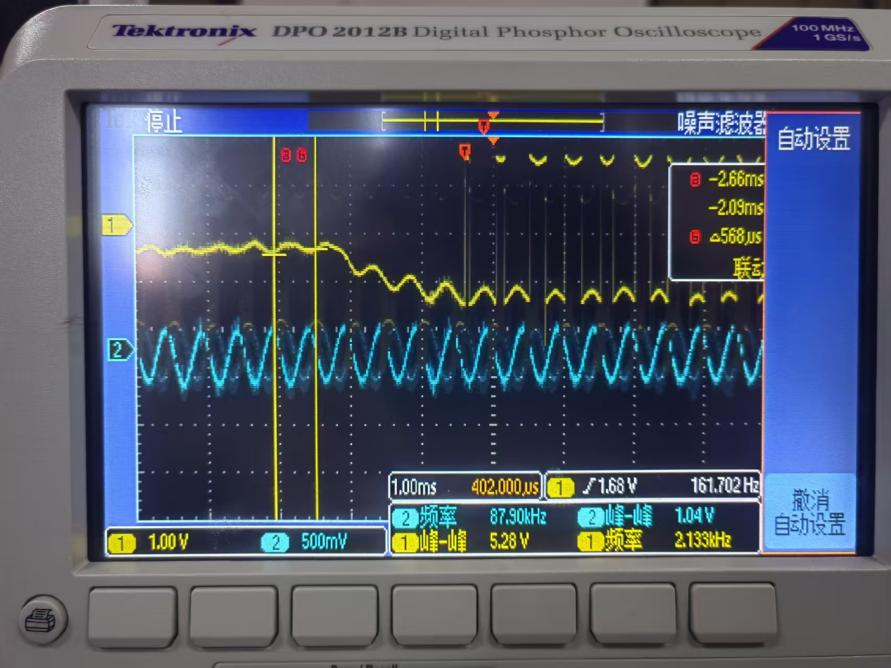 Tektronix DPO 2012B Digital Phosphor Oscilloscope
100 MHz
1 GS/s
停止
噪声滤波器
自动设置
a b
T
T
a -2.66ms
-2.09ms
b △568µs
联动
1
2
1.00ms 402.000µs
1 1.68 V 161.702 Hz
2 频率 87.90kHz 2 峰-峰 1.04 V
1 峰-峰 5.28 V 1 频率 2.133kHz
1 1.00 V 2 500mV
撤消
自动设置